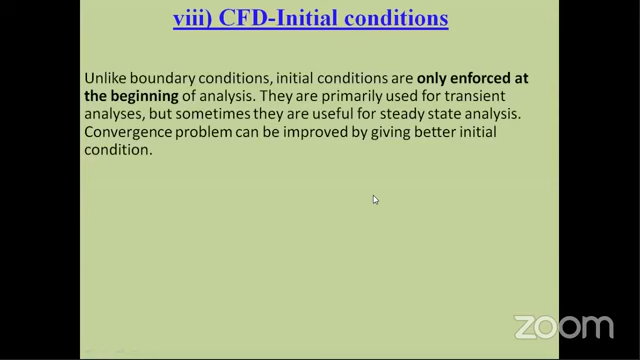 viii) CFD-Initial conditions
Unlike boundary conditions, initial conditions are only enforced at
the beginning of analysis. They are primarily used for transient
analyses, but sometimes they are useful for steady state analysis.
Convergence problem can be improved by giving better initial
condition.
zoom